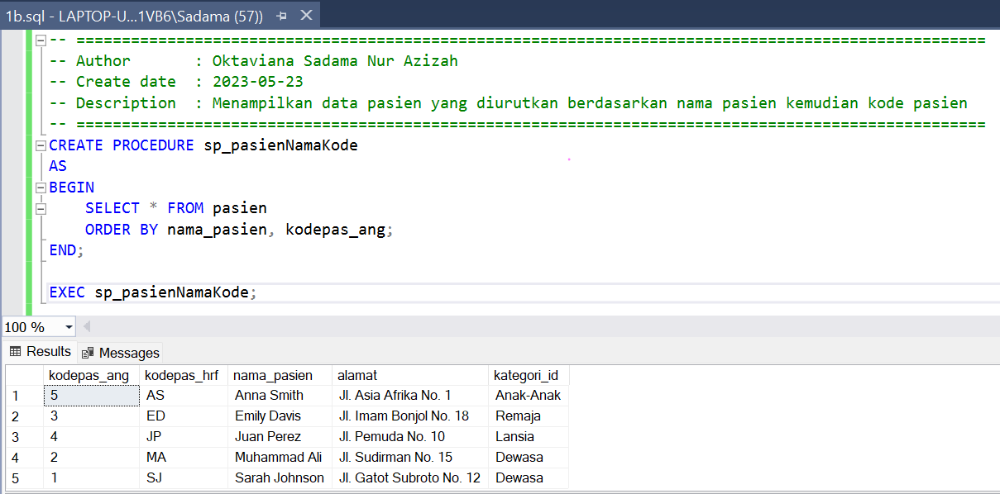 1b.sql - LAPTOP-U...1VB6\Sadama (57))
-- ====================================================================================================
-- Author       : Oktaviana Sadama Nur Azizah
-- Create date  : 2023-05-23
-- Description  : Menampilkan data pasien yang diurutkan berdasarkan nama pasien kemudian kode pasien
-- ====================================================================================================
CREATE PROCEDURE sp_pasienNamaKode
AS
BEGIN
    SELECT * FROM pasien
    ORDER BY nama_pasien, kodepas_ang;
END;
EXEC sp_pasienNamaKode;
100 %
Results Messages
kodepas_ang kodepas_hrf nama_pasien alamat kategori_id
1 5 AS Anna Smith Jl. Asia Afrika No. 1 Anak-Anak
2 3 ED Emily Davis Jl. Imam Bonjol No. 18 Remaja
3 4 JP Juan Perez Jl. Pemuda No. 10 Lansia
4 2 MA Muhammad Ali Jl. Sudirman No. 15 Dewasa
5 1 SJ Sarah Johnson Jl. Gatot Subroto No. 12 Dewasa